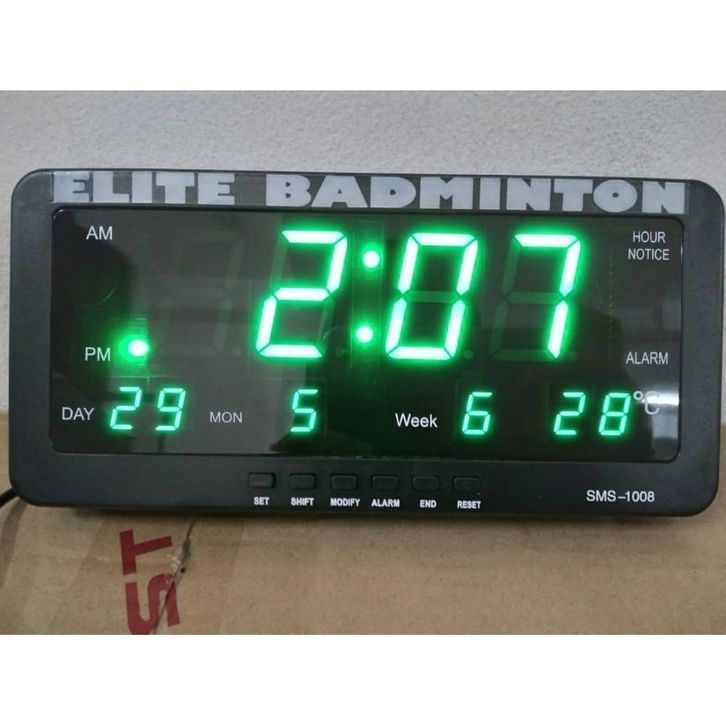 ELITE BADMINTON
AM
2:07
HOUR NOTICE
PM
ALARM
DAY 29 MON 5 Week 6 28°C
SET SHIFT MODIFY ALARM END RESET
SMS-1008
ST